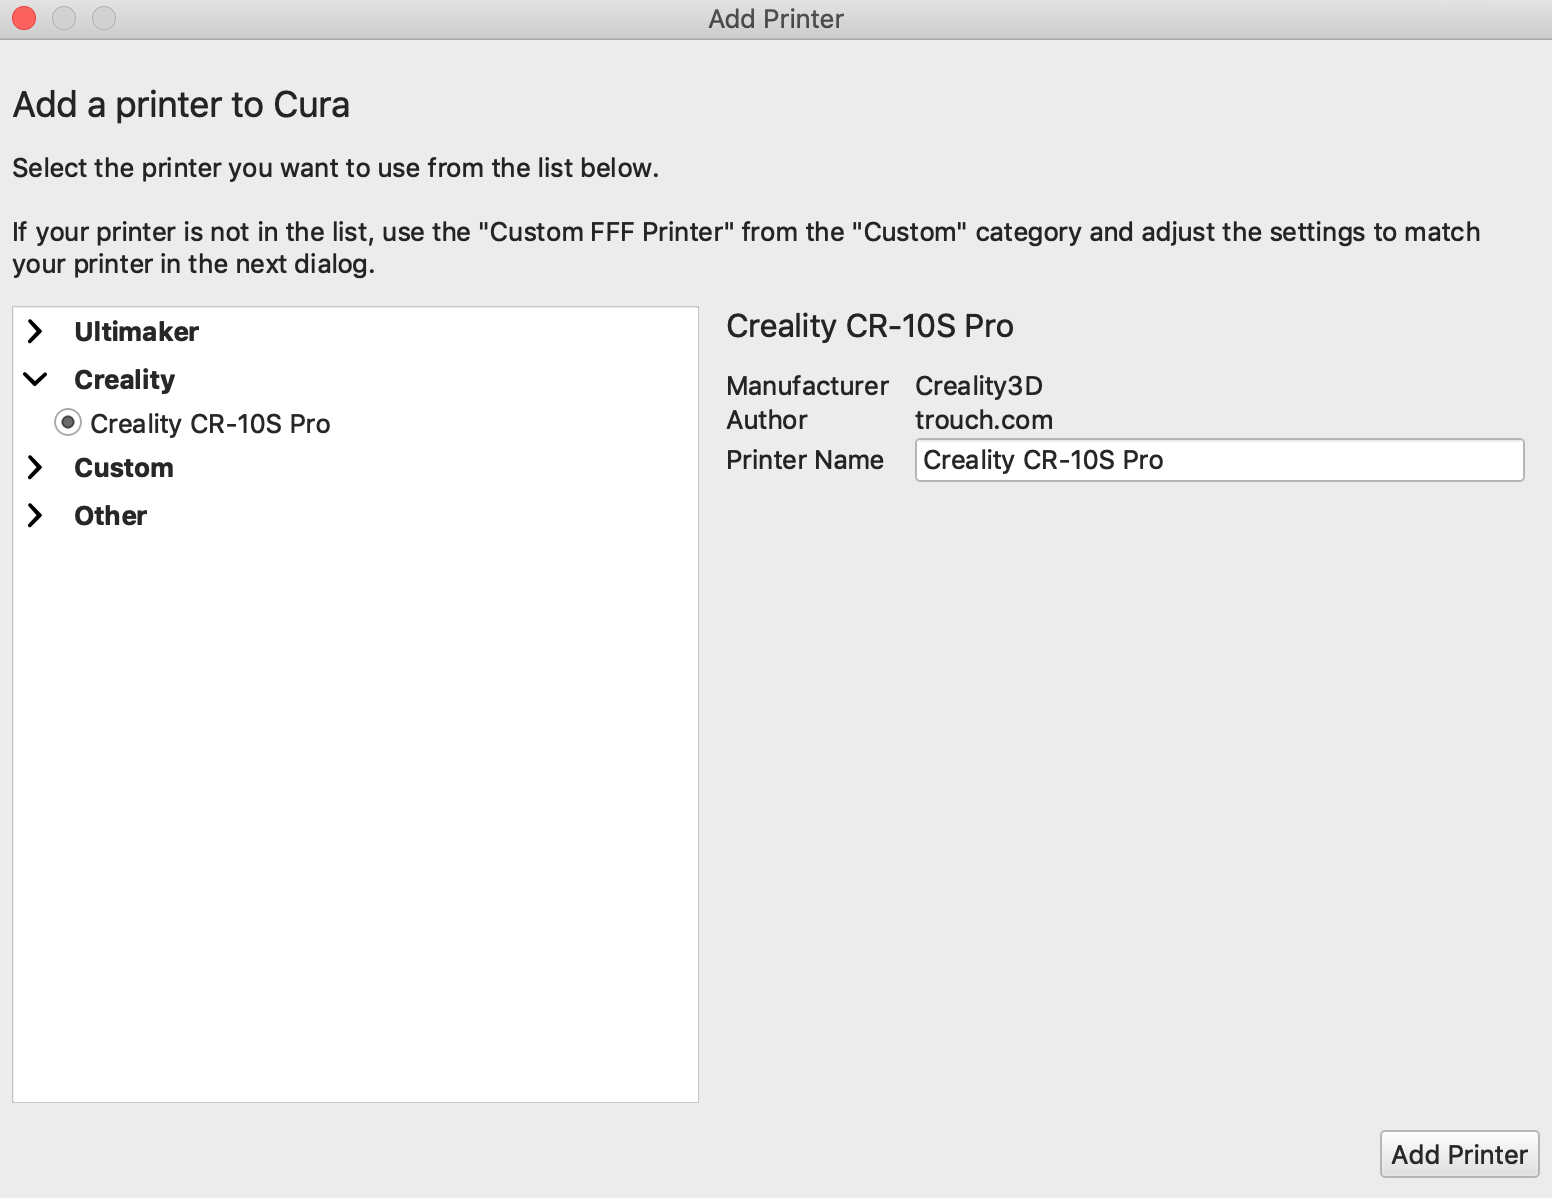 Add Printer
Add a printer to Cura
Select the printer you want to use from the list below.
If your printer is not in the list, use the "Custom FFF Printer" from the "Custom" category and adjust the settings to match
your printer in the next dialog.
Ultimaker
Creality
Creality CR-10S Pro
Custom
Other
Creality CR-10S Pro
Manufacturer Creality3D
Author trouch.com
Printer Name Creality CR-10S Pro
Add Printer